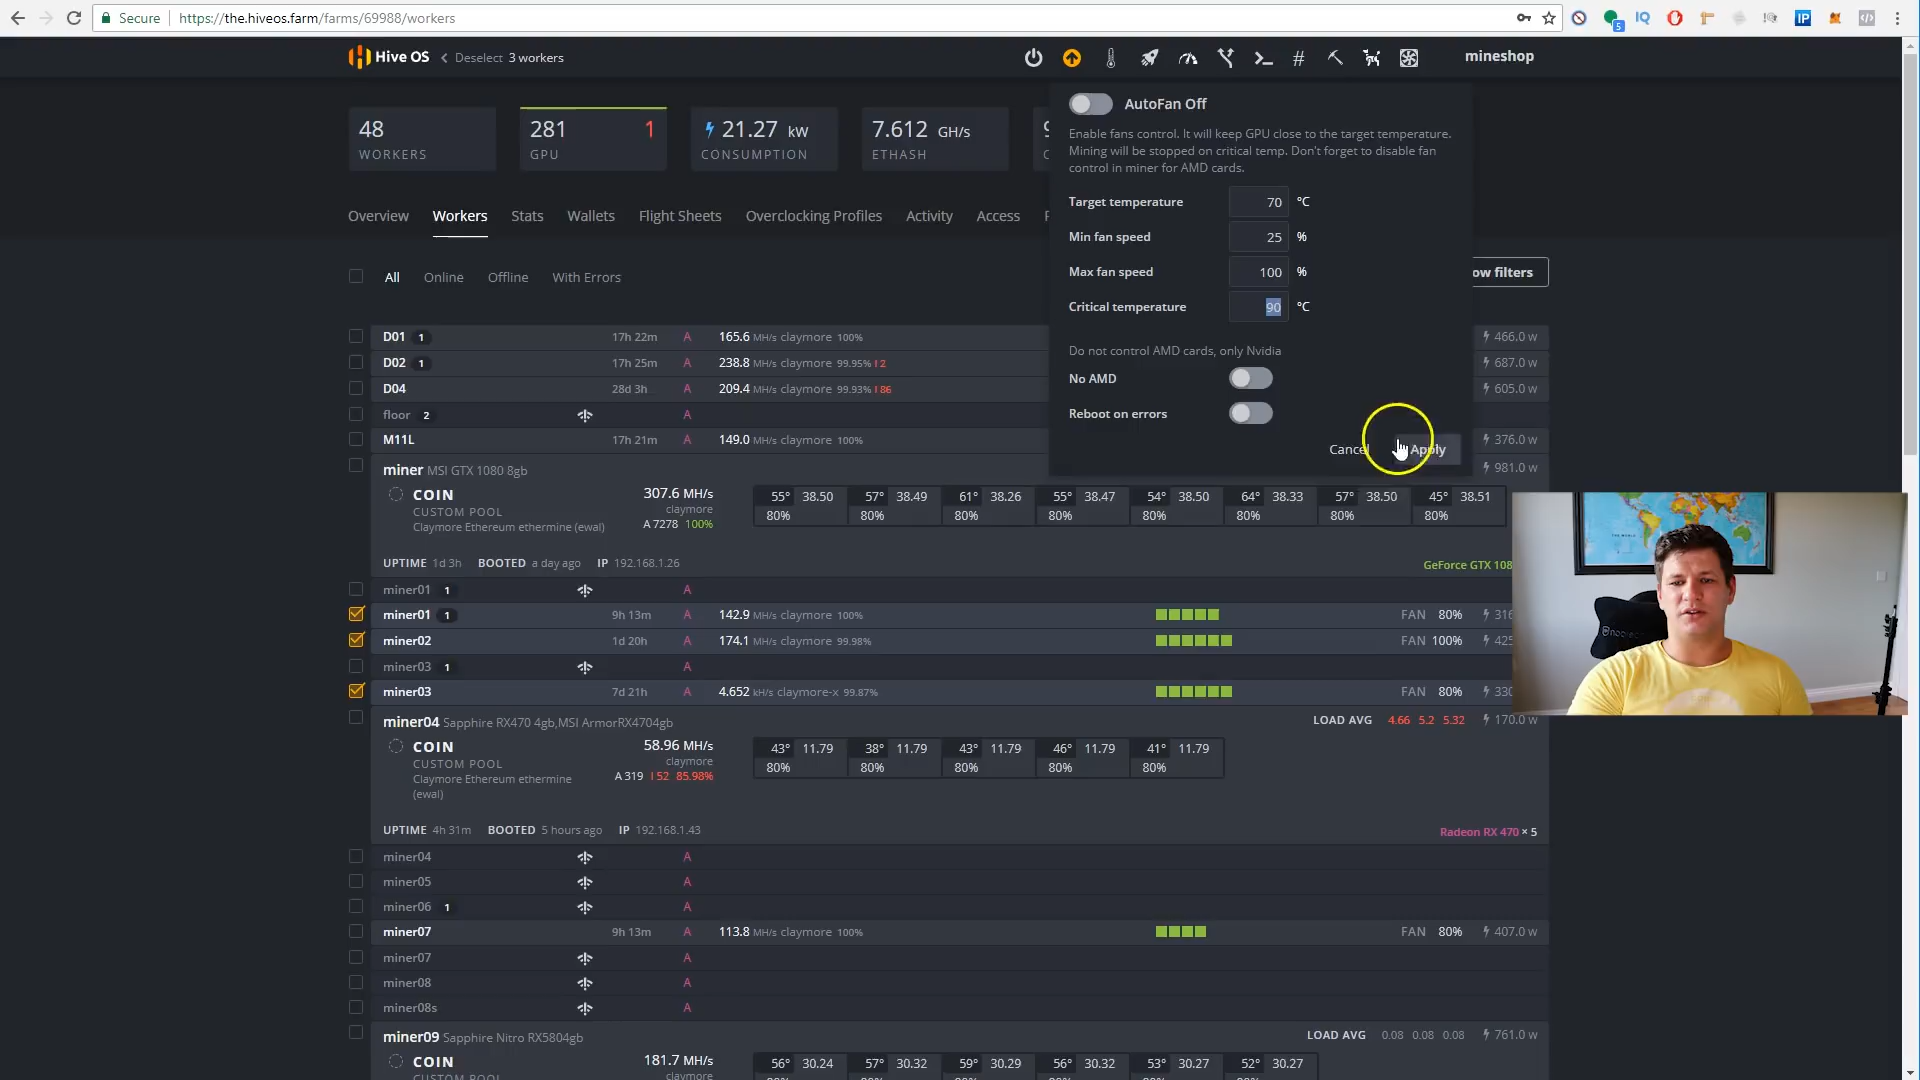 Secure https://the.hiveos.farm/farms/69988/workers
Hive OS Deselect 3 workers mineshop
48 WORKERS
281 1 GPU
21.27 kW CONSUMPTION
7.612 GH/s ETHASH
Overview Workers Stats Wallets Flight Sheets Overclocking Profiles Activity Access
AutoFan Off
Enable fans control. It will keep GPU close to the target temperature.
Mining will be stopped on critical temp. Don't forget to disable fan
control in miner for AMD cards.
Target temperature 70 °C
Min fan speed 25 %
Max fan speed 100 %
Critical temperature 90 °C
Do not control AMD cards, only Nvidia
No AMD
Reboot on errors
Cancel Apply
All Online Offline With Errors filters
D01 1 17h 22m A 165.6 MH/s claymore 100% 466.0 w
D02 1 17h 25m A 238.8 MH/s claymore 99.95% I 2 687.0 w
D04 28d 3h A 209.4 MH/s claymore 99.93% I 86 605.0 w
floor 2 A
M11L 17h 21m A 149.0 MH/s claymore 100% 376.0 w
miner MSI GTX 1080 8gb 981.0 w
COIN 307.6 MH/s 55° 38.50 57° 38.49 61° 38.26 55° 38.47 54° 38.50 64° 38.33 57° 38.50 45° 38.51
CUSTOM POOL claymore 80% 80% 80% 80% 80% 80% 80% 80%
Claymore Ethereum ethermine (ewal) A 7278 100%
UPTIME 1d 3h BOOTED a day ago IP 192.168.1.26 GeForce GTX 108
miner01 1 A
miner01 1 9h 13m A 142.9 MH/s claymore 100% FAN 80% 316
miner02 1d 20h A 174.1 MH/s claymore 99.98% FAN 100% 425
miner03 1 A
miner03 7d 21h A 4.652 kH/s claymore-x 99.87% FAN 80% 330
miner04 Sapphire RX470 4gb,MSI ArmorRX4704gb LOAD AVG 4.66 5.2 5.32 170.0 w
COIN 58.96 MH/s 43° 11.79 38° 11.79 43° 11.79 46° 11.79 41° 11.79
CUSTOM POOL claymore 80% 80% 80% 80% 80%
Claymore Ethereum ethermine A 319 I 52 85.98%
(ewal)
UPTIME 4h 31m BOOTED 5 hours ago IP 192.168.1.43 Radeon RX 470 × 5
miner04 A
miner05 A
miner06 1 A
miner07 9h 13m A 113.8 MH/s claymore 100% FAN 80% 407.0 w
miner07 A
miner08 A
miner08s A
miner09 Sapphire Nitro RX5804gb LOAD AVG 0.08 0.08 0.08 761.0 w
COIN 181.7 MH/s 56° 30.24 57° 30.32 59° 30.29 56° 30.32 53° 30.27 52° 30.27
CUSTOM POOL claymore